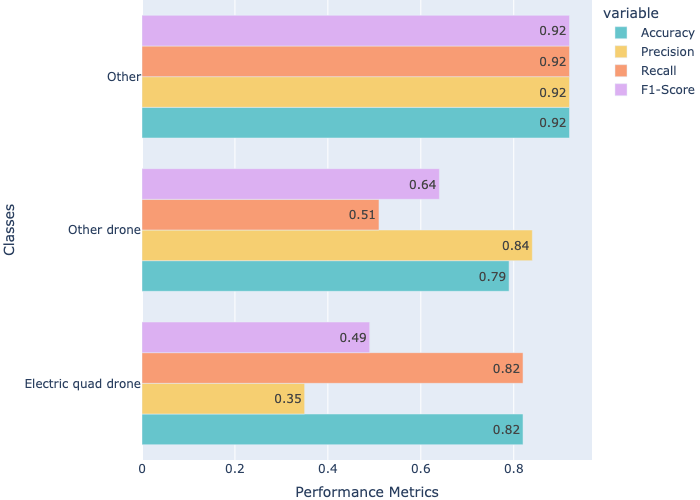 variable
Accuracy
Precision
Recall
F1-Score
Other
0.92
0.92
0.92
0.92
Other drone
0.64
0.51
0.84
0.79
Electric quad drone
0.49
0.82
0.35
0.82
Classes
0 0.2 0.4 0.6 0.8
Performance Metrics